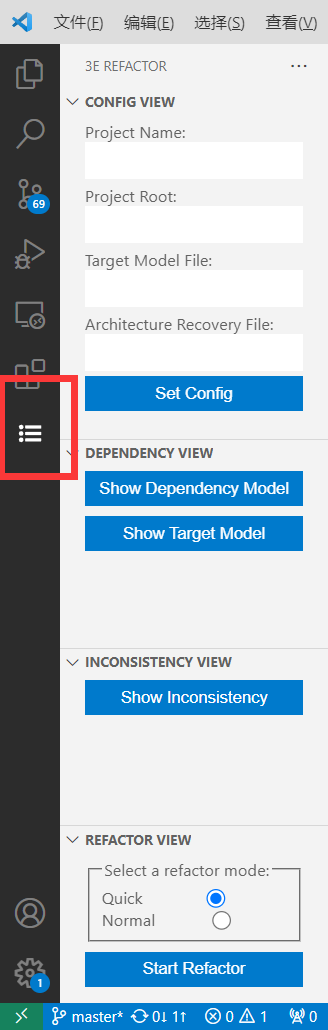 文件(F) 编辑(E) 选择(S) 查看(V)
3E REFACTOR
CONFIG VIEW
Project Name:
Project Root:
69
Target Model File:
Architecture Recovery File:
Set Config
DEPENDENCY VIEW
Show Dependency Model
Show Target Model
INCONSISTENCY VIEW
Show Inconsistency
REFACTOR VIEW
Select a refactor mode:
Quick
Normal
Start Refactor
1
master* 0↓ 1↑ 0 1 0